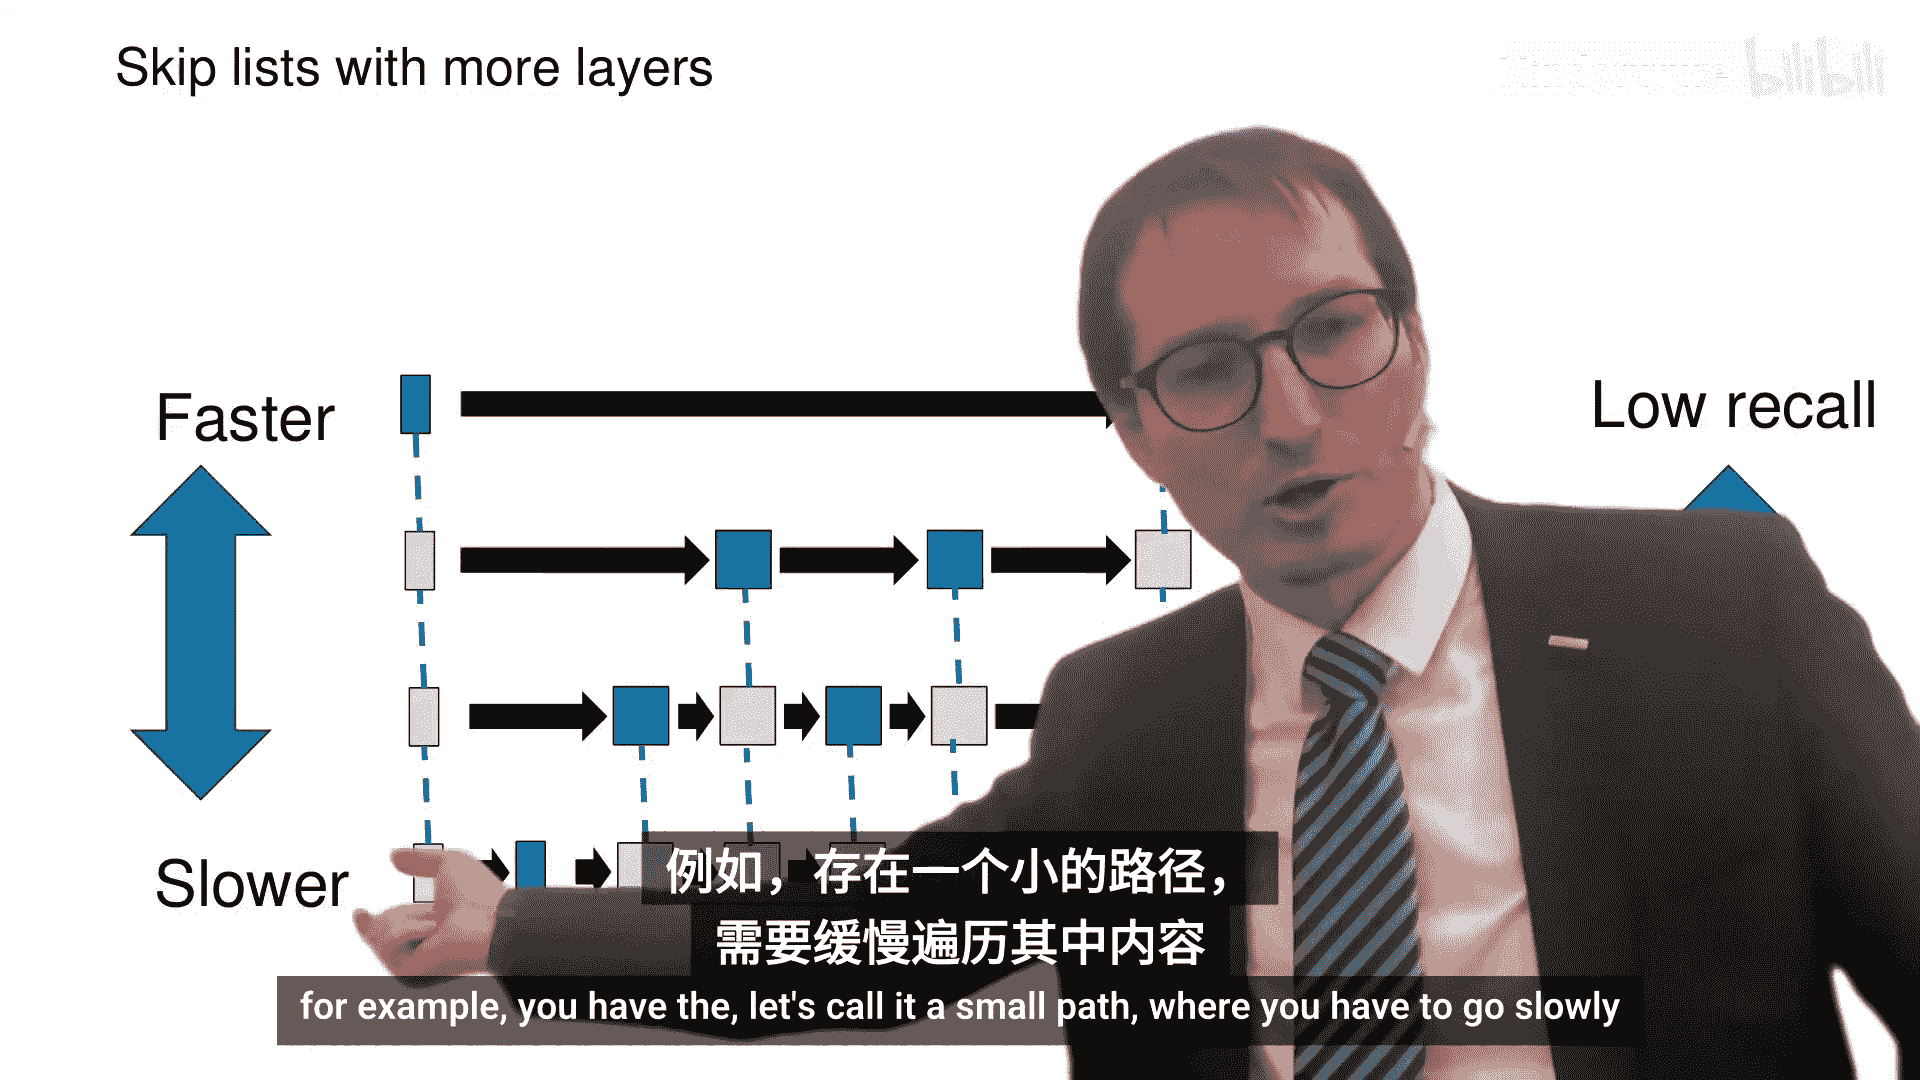 Skip lists with more layers
bilibili
Faster
Low recall
Slower
例如，存在一个小的路径，
需要缓慢遍历其中内容
for example, you have the, let's call it a small path, where you have to go slowly